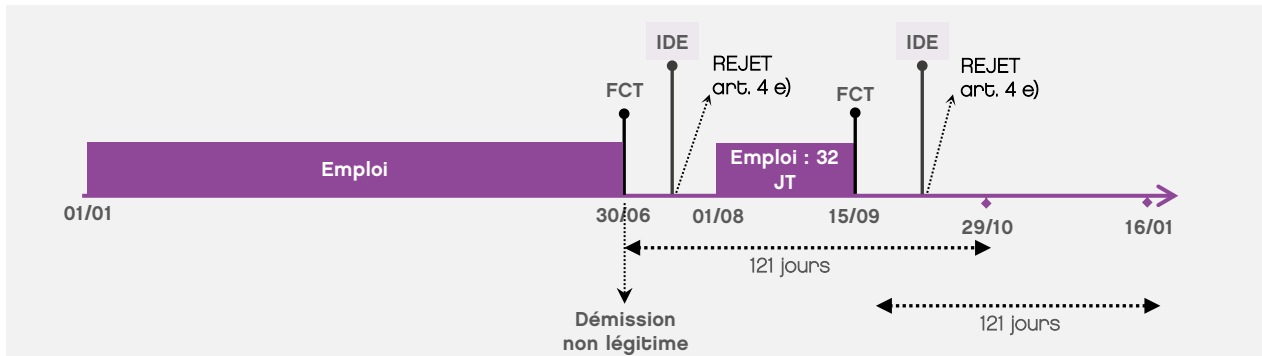 IDE
REJET
art. 4 e)
FCT
IDE
REJET
art. 4 e)
FCT
Emploi
Emploi : 32
JT
01/01
30/06
01/08
15/09
29/10
16/01
121 jours
121 jours
Démission
non légitime